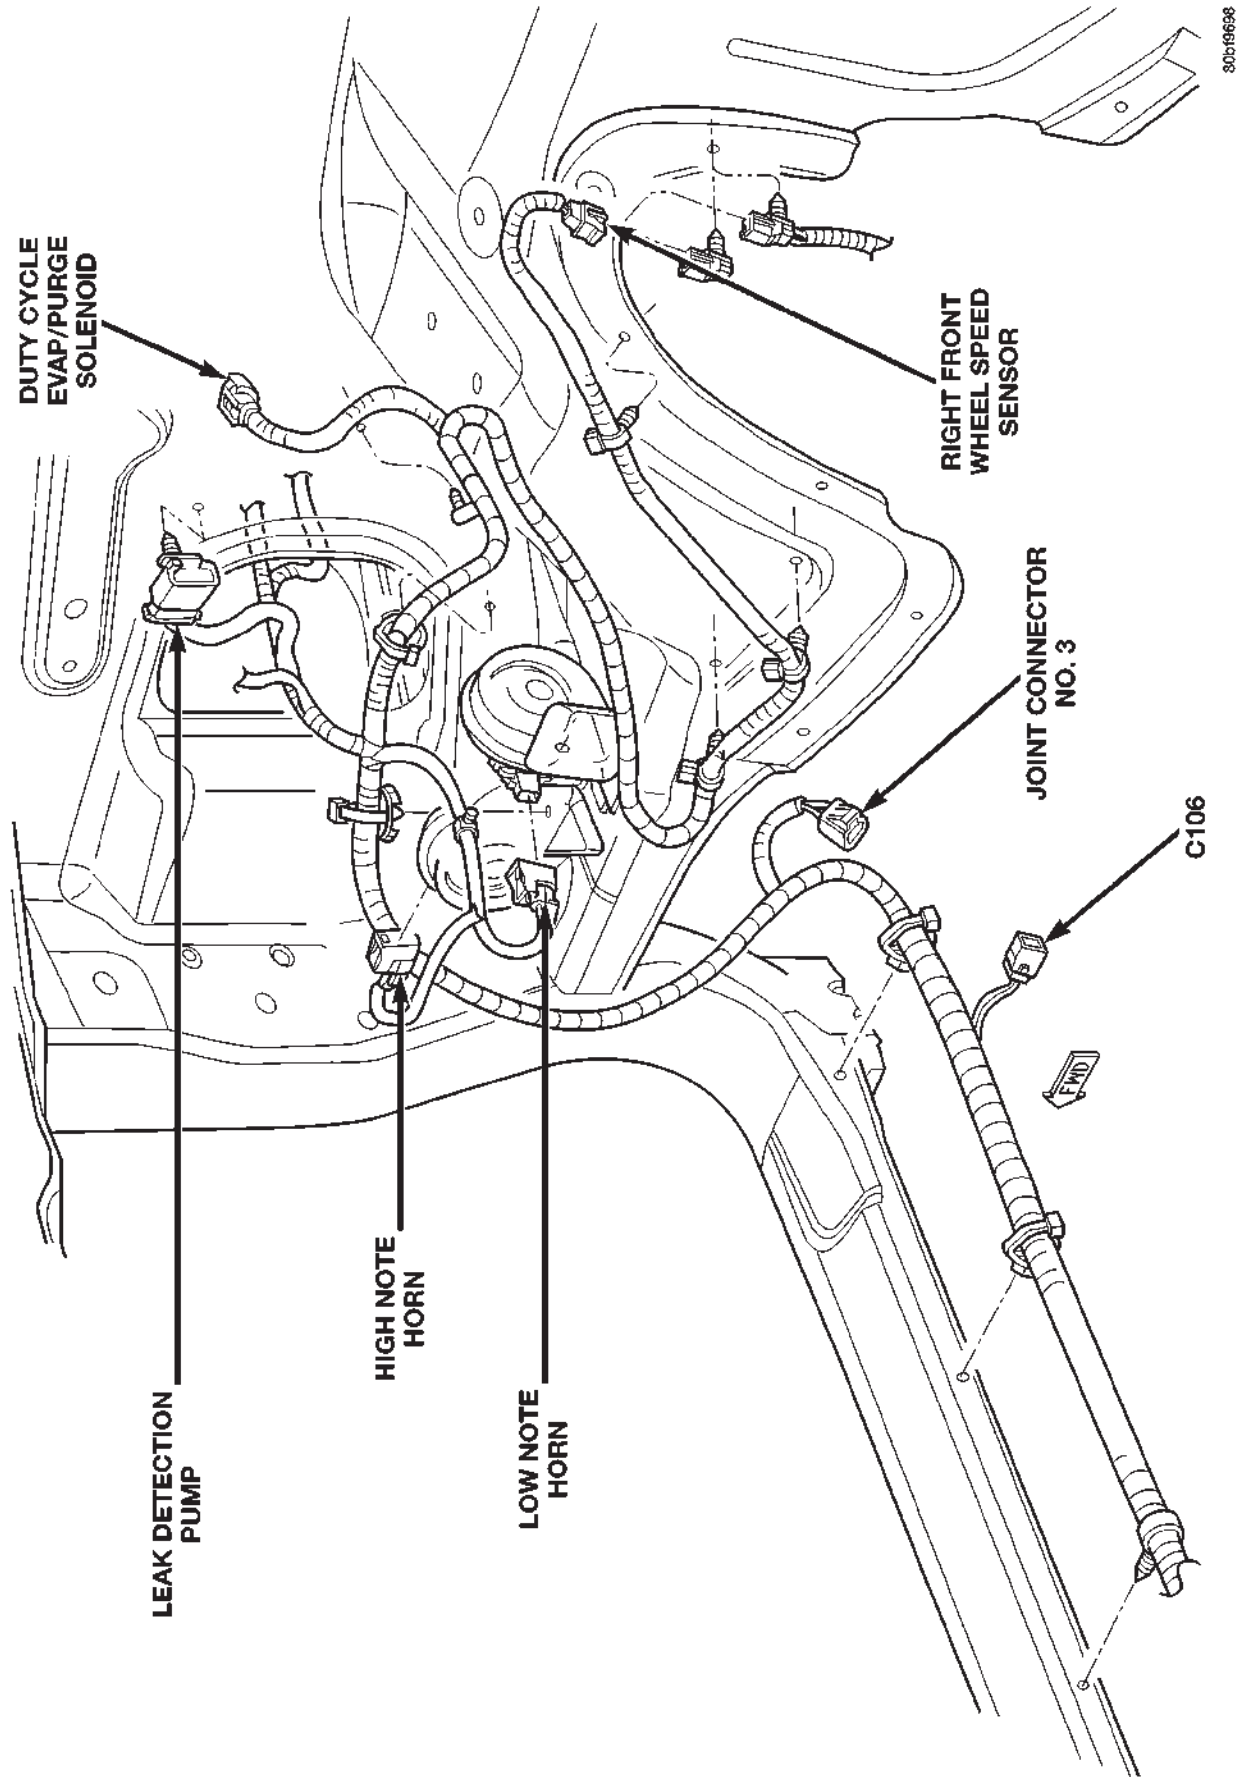 DUTY CYCLE
EVAP/PURGE
SOLENOID
LEAK DETECTION
PUMP
HIGH NOTE
HORN
LOW NOTE
HORN
RIGHT FRONT
WHEEL SPEED
SENSOR
JOINT CONNECTOR
NO. 3
C106
FWD
80bf9698